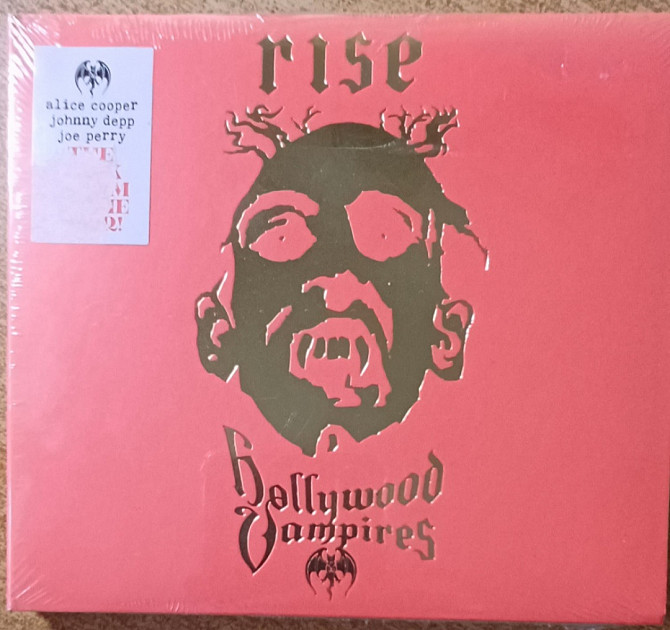 rise
alice cooper
johnny depp
joe perry
Hollywood
Vampires